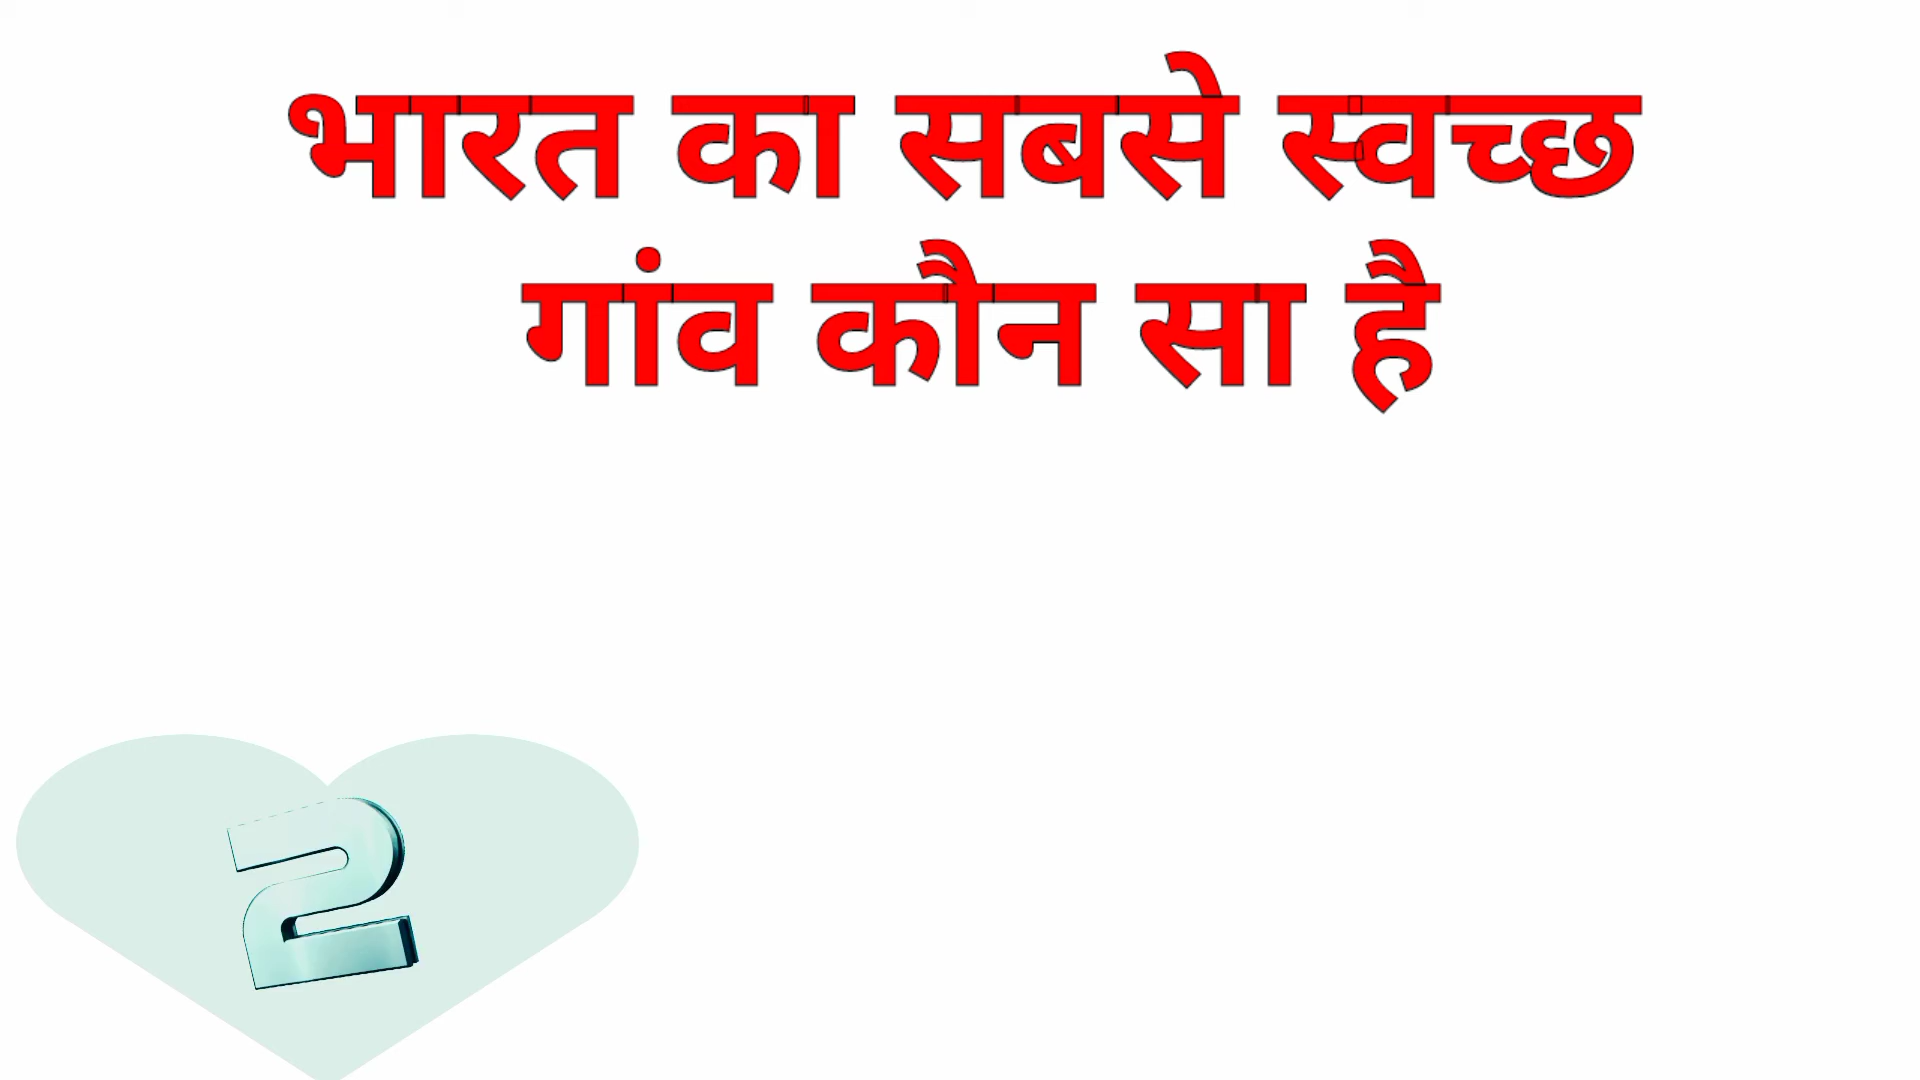 भारत का सबसे स्वच्छ
गांव कौन सा है
2